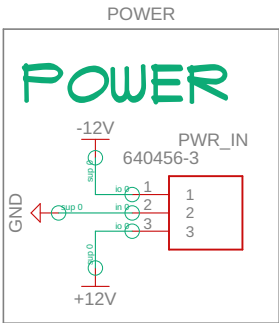 POWER
POWER
-12V
PWR_IN
640456-3
sup 0
io 0
1
1
GND
sup 0
in 0
2
2
io 0
3
3
sup 0
+12V